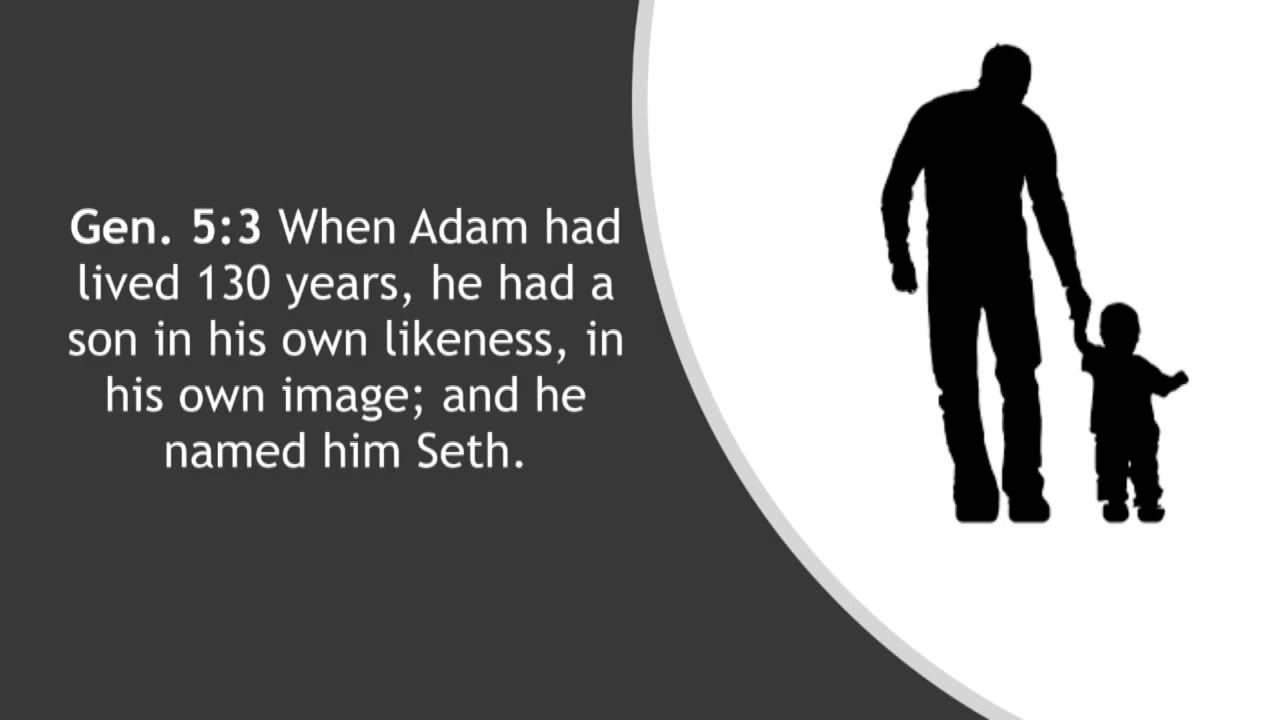 Gen. 5:3 When Adam had
lived 130 years, he had a
son in his own likeness, in
his own image; and he
named him Seth.